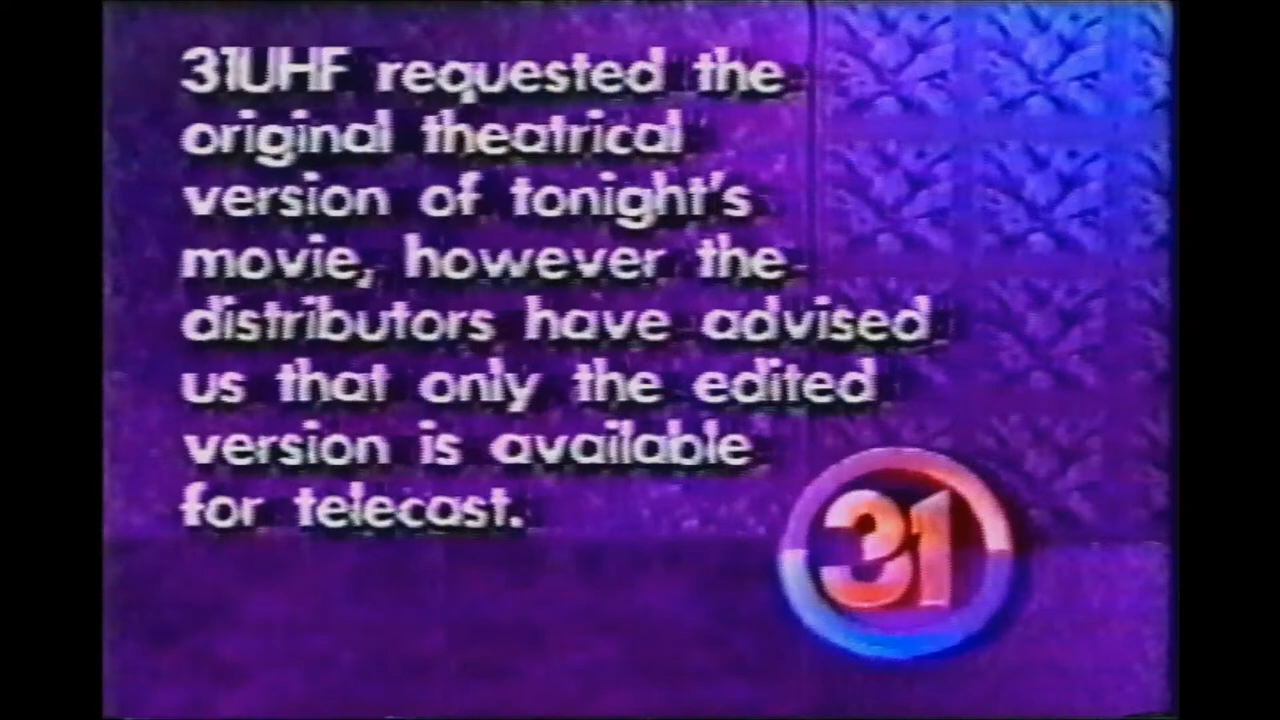 31UHF requested the
original theatrical
version of tonight's
movie, however the
distributors have advised
us that only the edited
version is available
for telecast.
31